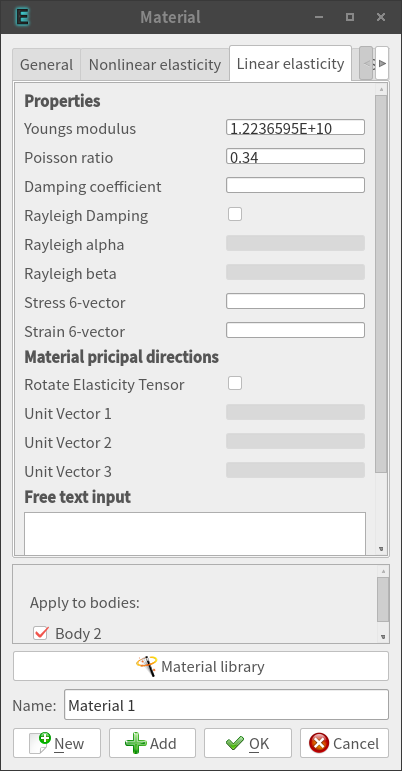 E Material
General Nonlinear elasticity Linear elasticity
Properties
Youngs modulus 1.2236595E+10
Poisson ratio 0.34
Damping coefficient
Rayleigh Damping
Rayleigh alpha
Rayleigh beta
Stress 6-vector
Strain 6-vector
Material pricipal directions
Rotate Elasticity Tensor
Unit Vector 1
Unit Vector 2
Unit Vector 3
Free text input
Apply to bodies:
Body 2
Material library
Name: Material 1
New Add OK Cancel